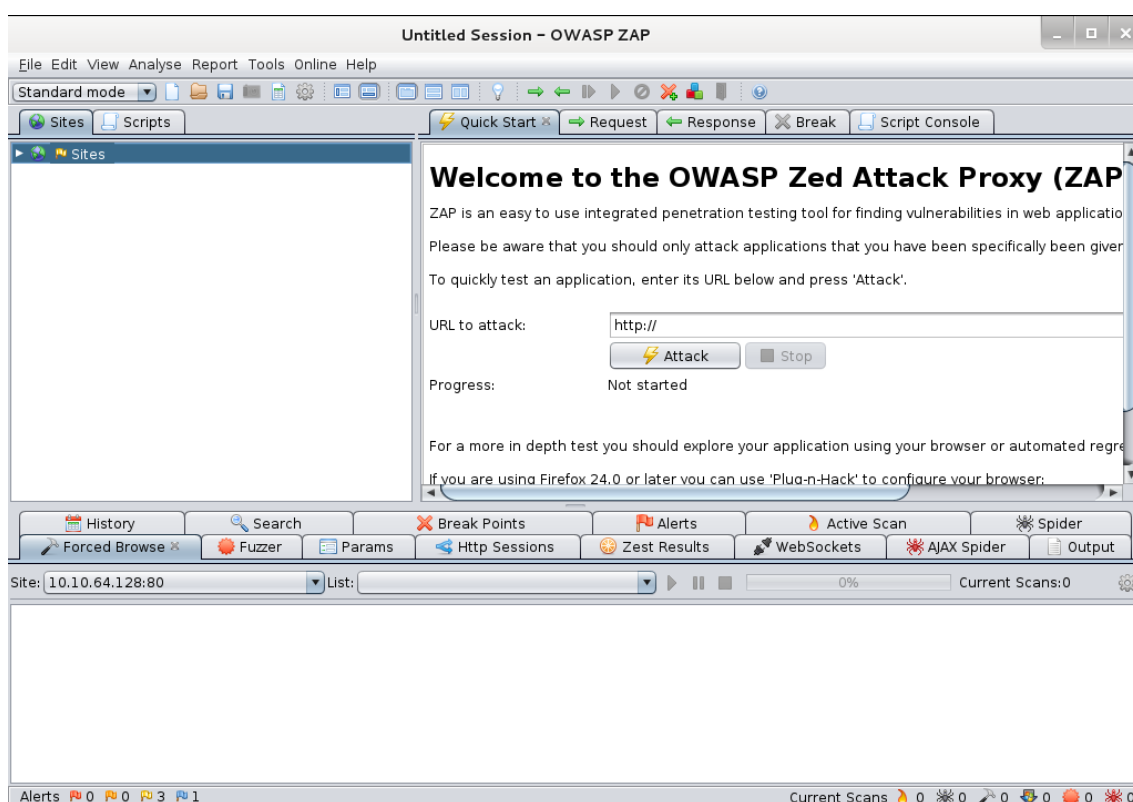 Untitled Session – OWASP ZAP
File Edit View Analyse Report Tools Online Help
Standard mode
Sites Scripts
Quick Start Request Response Break Script Console
Sites
Welcome to the OWASP Zed Attack Proxy (ZAP
ZAP is an easy to use integrated penetration testing tool for finding vulnerabilities in web applicatio
Please be aware that you should only attack applications that you have been specifically been given
To quickly test an application, enter its URL below and press 'Attack'.
URL to attack: http://
Attack Stop
Progress: Not started
For a more in depth test you should explore your application using your browser or automated regre
If you are using Firefox 24.0 or later you can use 'Plug-n-Hack' to configure your browser:
History Search Break Points Alerts Active Scan Spider
Forced Browse Fuzzer Params Http Sessions Zest Results WebSockets AJAX Spider Output
Site: 10.10.64.128:80 List: 0% Current Scans:0
Alerts 0 0 3 1 Current Scans 0 0 0 0 0 0